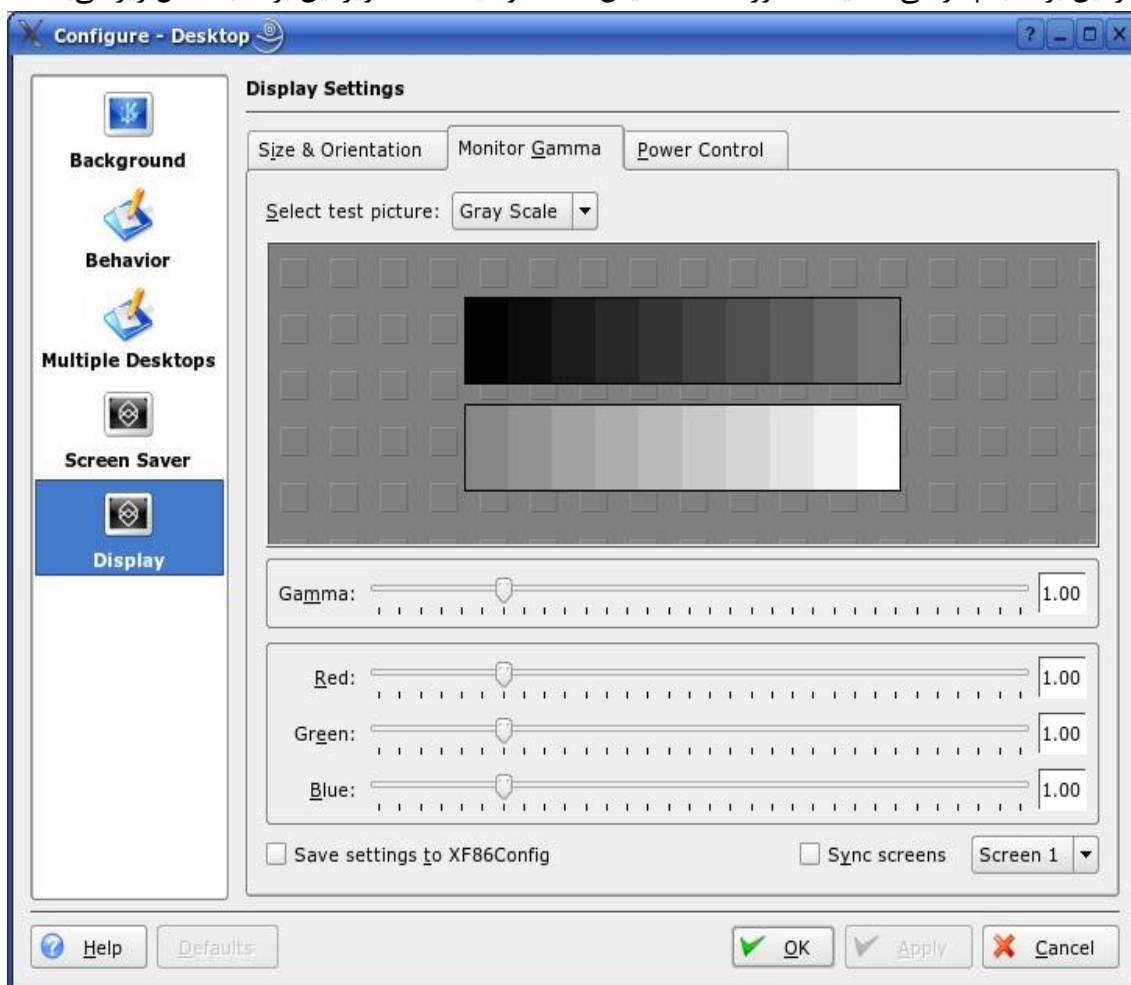 Configure - Desktop
Background
Behavior
Multiple Desktops
Screen Saver
Display
Display Settings
Size & Orientation
Monitor Gamma
Power Control
Select test picture: Gray Scale
Gamma: 1.00
Red: 1.00
Green: 1.00
Blue: 1.00
Save settings to XF86Config
Sync screens
Screen 1
Help
Defaults
OK
Apply
Cancel